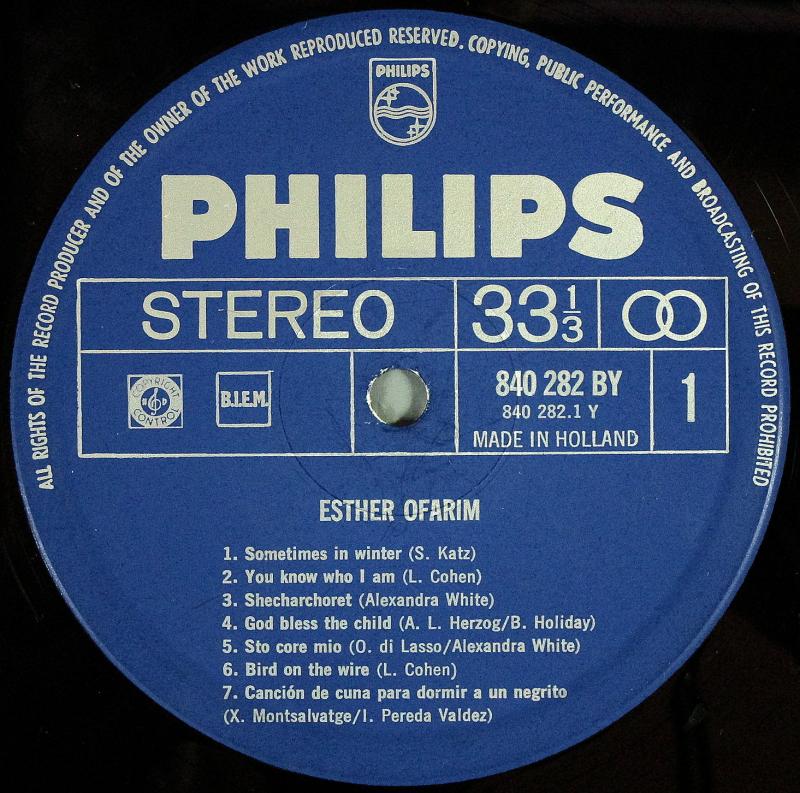 ALL RIGHTS OF THE RECORD PRODUCER AND OF THE OWNER OF THE WORK REPRODUCED RESERVED. COPYING, PUBLIC PERFORMANCE AND BROADCASTING OF THIS RECORD PROHIBITED
PHILIPS
PHILIPS
STEREO
33 1/3
COPYRIGHT
CONTROL
B.I.E.M.
840 282 BY
840 282.1 Y
MADE IN HOLLAND
1
ESTHER OFARIM
1. Sometimes in winter (S. Katz)
2. You know who I am (L. Cohen)
3. Shecharchoret (Alexandra White)
4. God bless the child (A. L. Herzog/B. Holiday)
5. Sto core mio (O. di Lasso/Alexandra White)
6. Bird on the wire (L. Cohen)
7. Canción de cuna para dormir a un negrito
(X. Montsalvatge/I. Pereda Valdez)